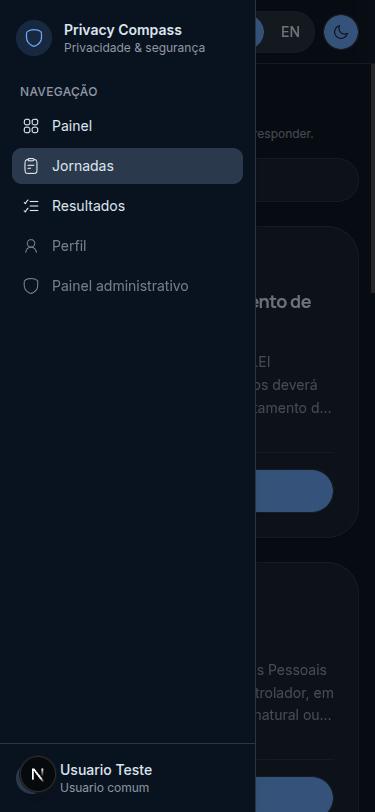 Privacy Compass
Privacidade & segurança
EN
NAVEGAÇÃO
Painel
responder.
Jornadas
Resultados
Perfil
Painel administrativo
ento de
LEI
os deverá
tamento d...
s Pessoais
trolador, em
natural ou...
Usuario Teste
Usuario comum
N